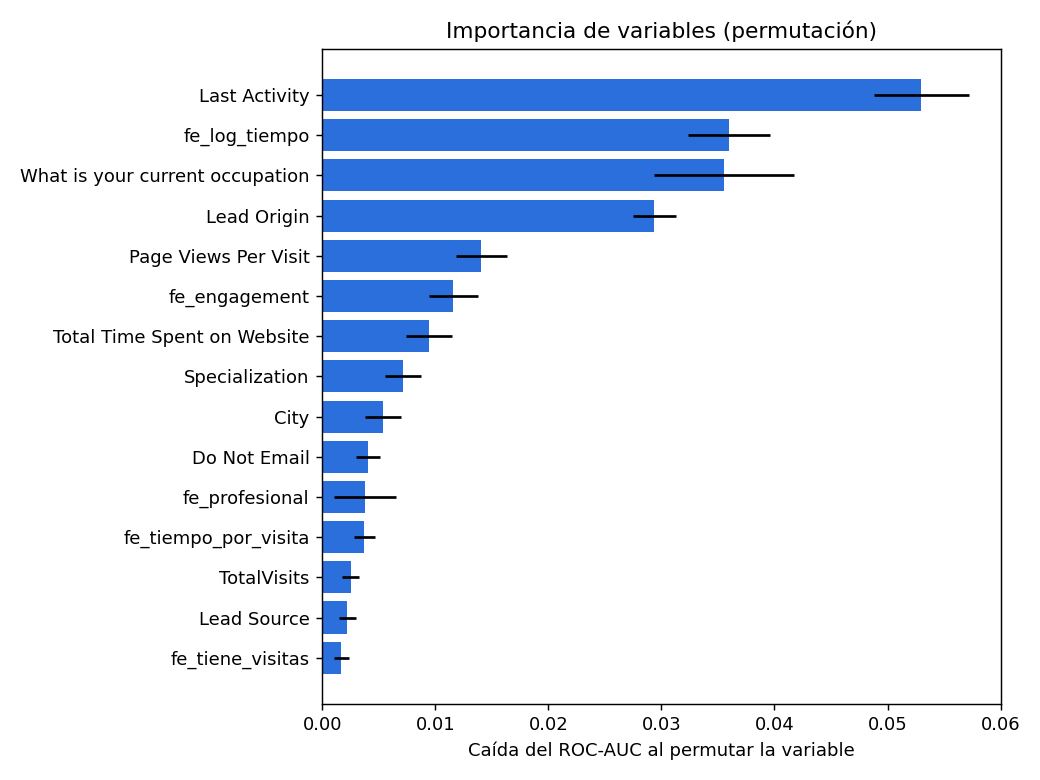 Importancia de variables (permutación)
Last Activity
fe_log_tiempo
What is your current occupation
Lead Origin
Page Views Per Visit
fe_engagement
Total Time Spent on Website
Specialization
City
Do Not Email
fe_profesional
fe_tiempo_por_visita
TotalVisits
Lead Source
fe_tiene_visitas
0.00 0.01 0.02 0.03 0.04 0.05 0.06
Caída del ROC-AUC al permutar la variable